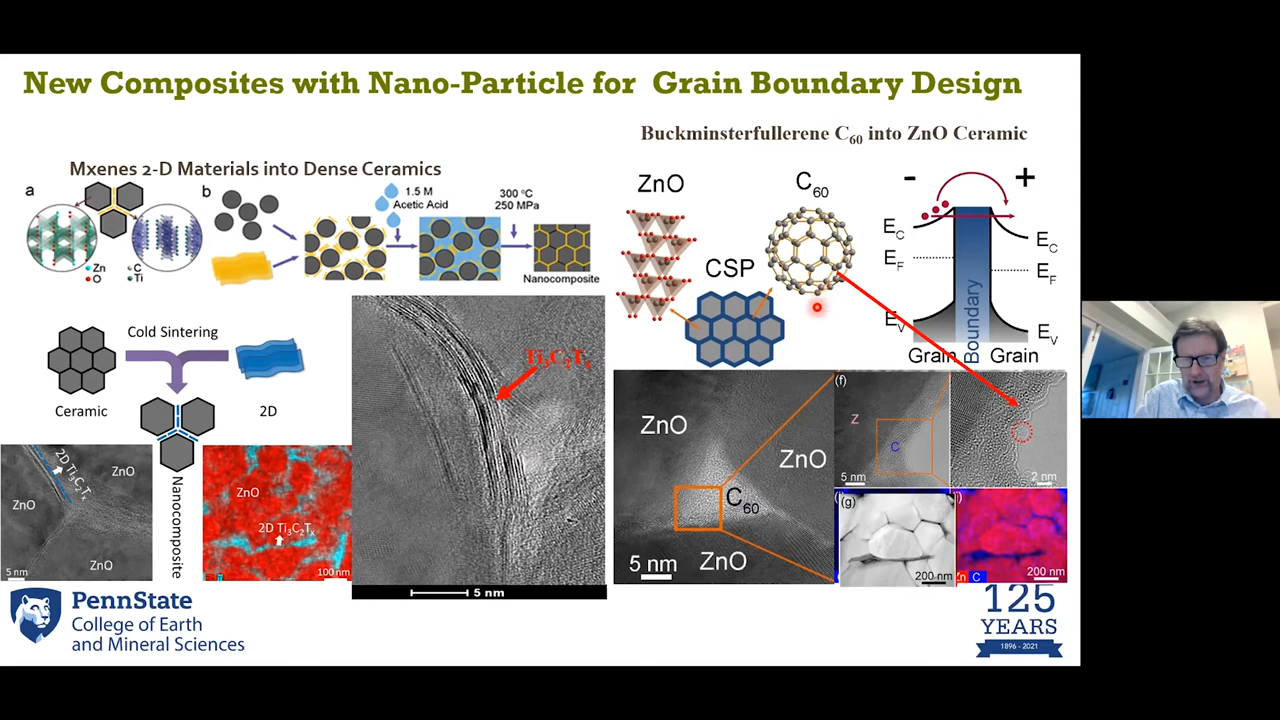 New Composites with Nano-Particle for Grain Boundary Design
Mxenes 2-D Materials into Dense Ceramics
a
b
Zn
O
C
Ti
1.5 M
Acetic Acid
300 °C
250 MPa
Nanocomposite
Cold Sintering
Ceramic
2D
Nanocomposite
ZnO
2D Ti3C2Tx
ZnO
ZnO
5 nm
ZnO
2D Ti3C2Tx
100 nm
Ti3C2Tx
5 nm
Buckminsterfullerene C60 into ZnO Ceramic
ZnO
C60
CSP
-
+
EC
EF
EV
EC
EF
EV
Grain
Boundary
Grain
ZnO
ZnO
C60
ZnO
5 nm
(f)
Z
C
5 nm
2 nm
(g)
200 nm
Zn
C
200 nm
PennState
College of Earth
and Mineral Sciences
125
YEARS
1896 - 2021